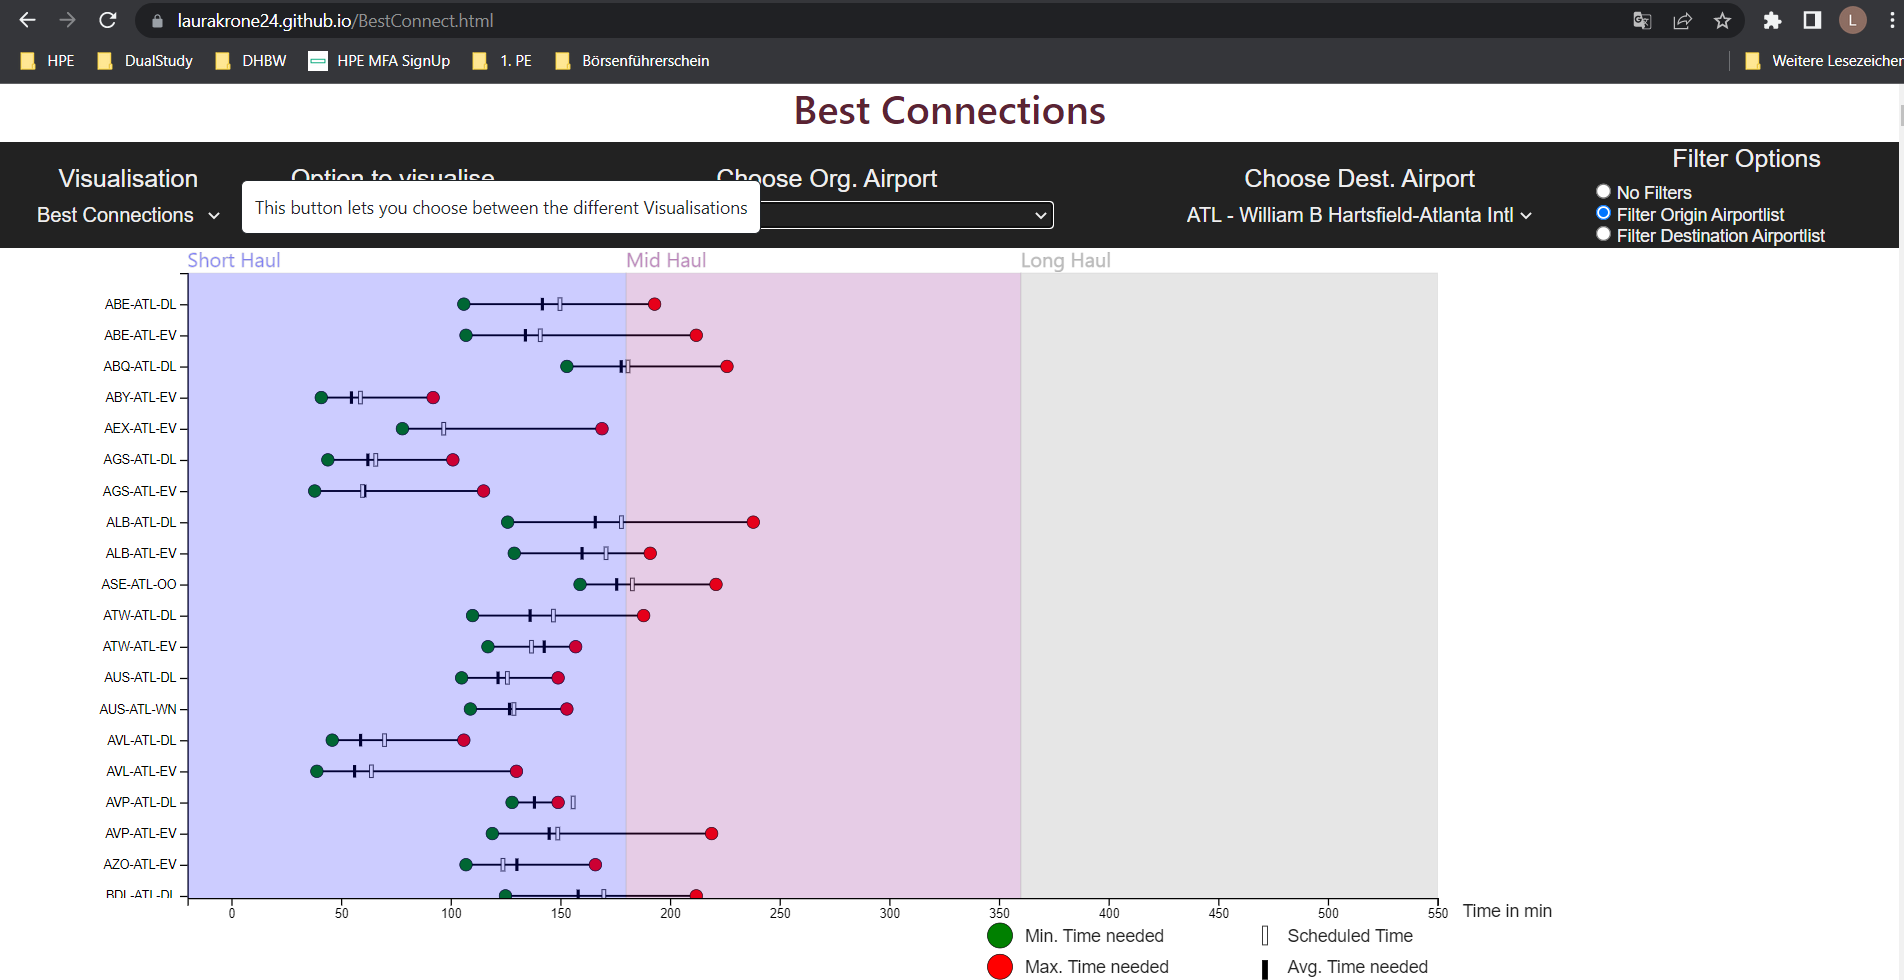 laurakrone24.github.io/BestConnect.html
L
HPE
DualStudy
DHBW
HPE MFA SignUp
1. PE
Börsenführerschein
Weitere Lesezeichen
Best Connections
Visualisation
Option to visualise
Choose Org. Airport
Choose Dest. Airport
Filter Options
Best Connections
This button lets you choose between the different Visualisations
ATL - William B Hartsfield-Atlanta Intl
No Filters
Filter Origin Airportlist
Filter Destination Airportlist
Short Haul
Mid Haul
Long Haul
ABE-ATL-DL
ABE-ATL-EV
ABQ-ATL-DL
ABY-ATL-EV
AEX-ATL-EV
AGS-ATL-DL
AGS-ATL-EV
ALB-ATL-DL
ALB-ATL-EV
ASE-ATL-OO
ATW-ATL-DL
ATW-ATL-EV
AUS-ATL-DL
AUS-ATL-WN
AVL-ATL-DL
AVL-ATL-EV
AVP-ATL-DL
AVP-ATL-EV
AZO-ATL-EV
BDL-ATL-DL
0 50 100 150 200 250 300 350 400 450 500 550
Time in min
Min. Time needed
Scheduled Time
Max. Time needed
Avg. Time needed